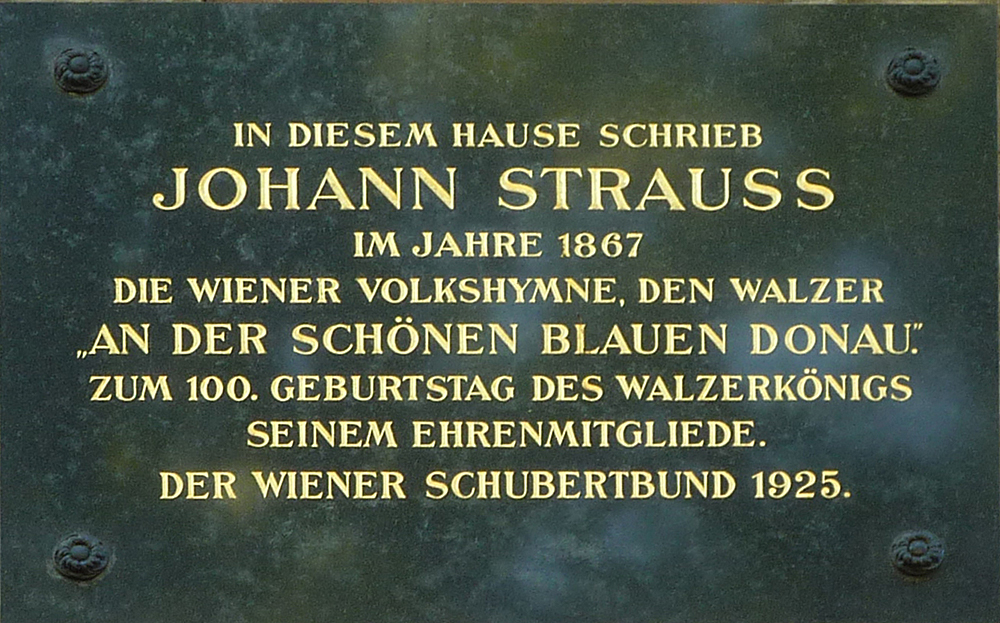 IN DIESEM HAUSE SCHRIEB
JOHANN STRAUSS
IM JAHRE 1867
DIE WIENER VOLKSHYMNE, DEN WALZER
„AN DER SCHÖNEN BLAUEN DONAU."
ZUM 100. GEBURTSTAG DES WALZERKÖNIGS
SEINEM EHRENMITGLIEDE.
DER WIENER SCHUBERTBUND 1925.